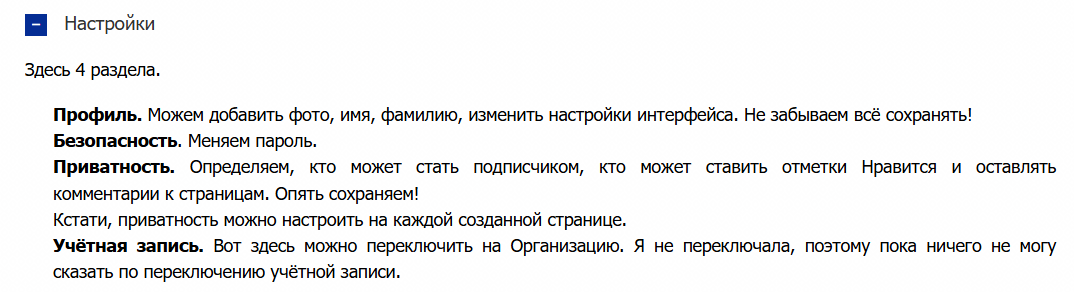 Настройки
Здесь 4 раздела.
Профиль. Можем добавить фото, имя, фамилию, изменить настройки интерфейса. Не забываем всё сохранять!
Безопасность. Меняем пароль.
Приватность. Определяем, кто может стать подписчиком, кто может ставить отметки Нравится и оставлять
комментарии к страницам. Опять сохраняем!
Кстати, приватность можно настроить на каждой созданной странице.
Учётная запись. Вот здесь можно переключить на Организацию. Я не переключала, поэтому пока ничего не могу
сказать по переключению учётной записи.